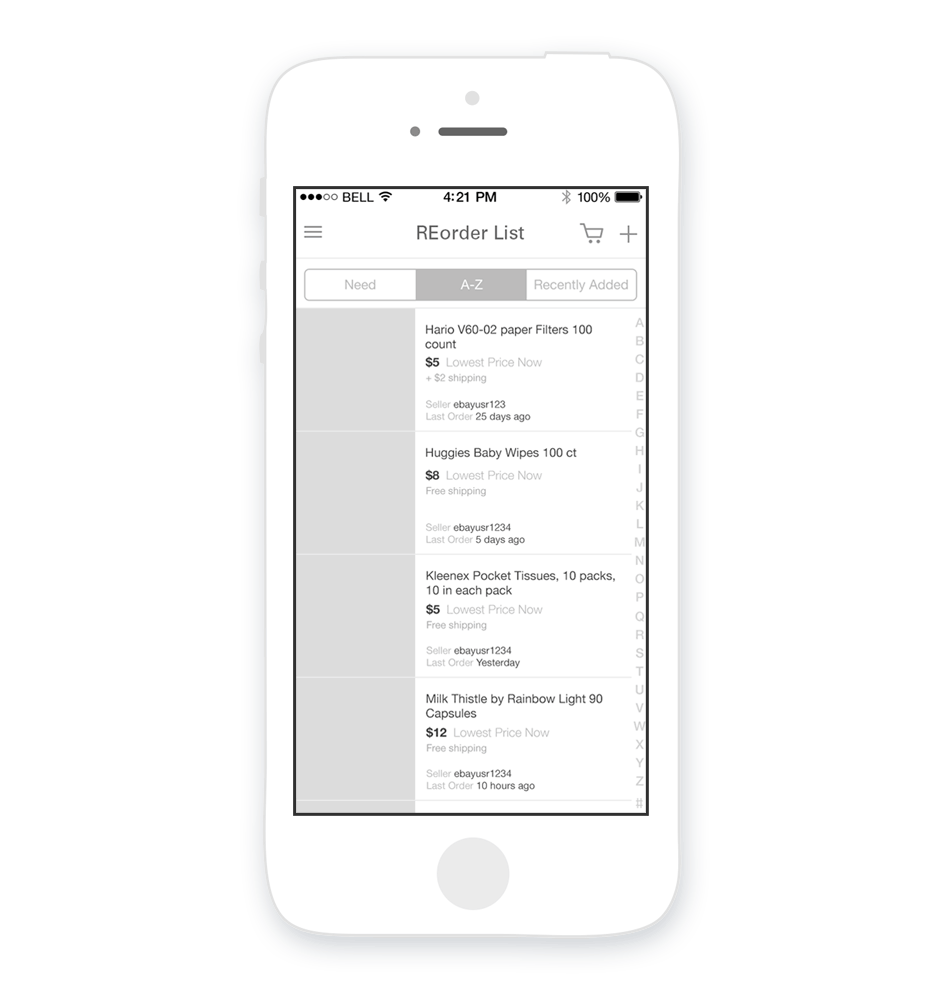 BELL 4:21 PM 100%
REorder List
Need A-Z Recently Added
Hario V60-02 paper Filters 100
count
$5 Lowest Price Now
+ $2 shipping
Seller ebayusr123
Last Order 25 days ago
Huggies Baby Wipes 100 ct
$8 Lowest Price Now
Free shipping
Seller ebayusr1234
Last Order 5 days ago
Kleenex Pocket Tissues, 10 packs,
10 in each pack
$5 Lowest Price Now
Free shipping
Seller ebayusr1234
Last Order Yesterday
Milk Thistle by Rainbow Light 90
Capsules
$12 Lowest Price Now
Free shipping
Seller ebayusr1234
Last Order 10 hours ago
A
B
C
D
E
F
G
H
I
J
K
L
M
N
O
P
Q
R
S
T
U
V
W
X
Y
Z
#